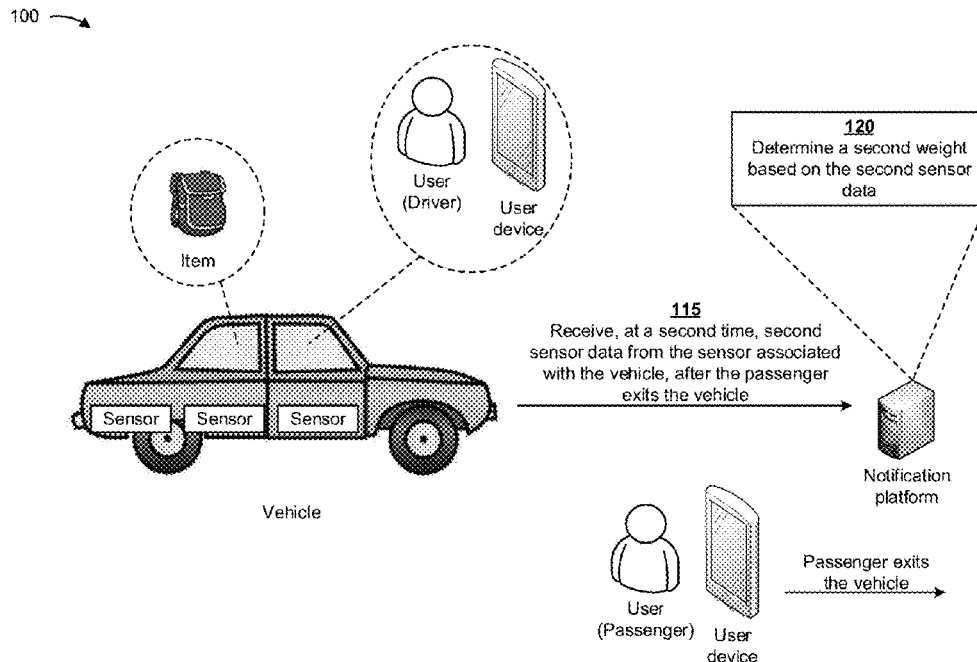 100
120
Determine a second weight
based on the second sensor
data
User
(Driver)
User
device
Item
115
Receive, at a second time, second
sensor data from the sensor associated
with the vehicle, after the passenger
exits the vehicle
Sensor
Sensor
Sensor
Notification
platform
Vehicle
Passenger exits
the vehicle
User
(Passenger)
User
device